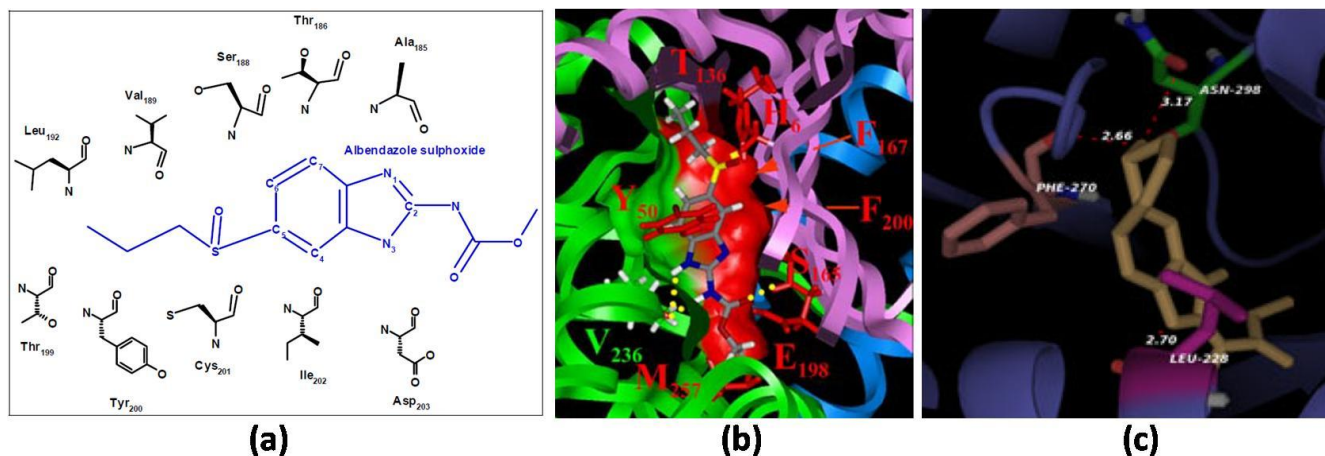 Thr186
Ser188
Ala185
Val189
Leu192
Albendazole sulphoxide
O
N
O
N
O
N
O
O
N
O
O
N
O
N
C7
C6
N1
C2
N
C5
C4
N3
O
S
O
O
N
O
O
N
O
S
O
N
O
N
O
N
O
O
O
Thr199
Tyr200
Cys201
Ile202
Asp203
T136
H6
F167
Y50
F200
S165
V236
M257
E198
ASN-298
3.17
2.66
PHE-270
2.70
LEU-228
(a)
(b)
(c)